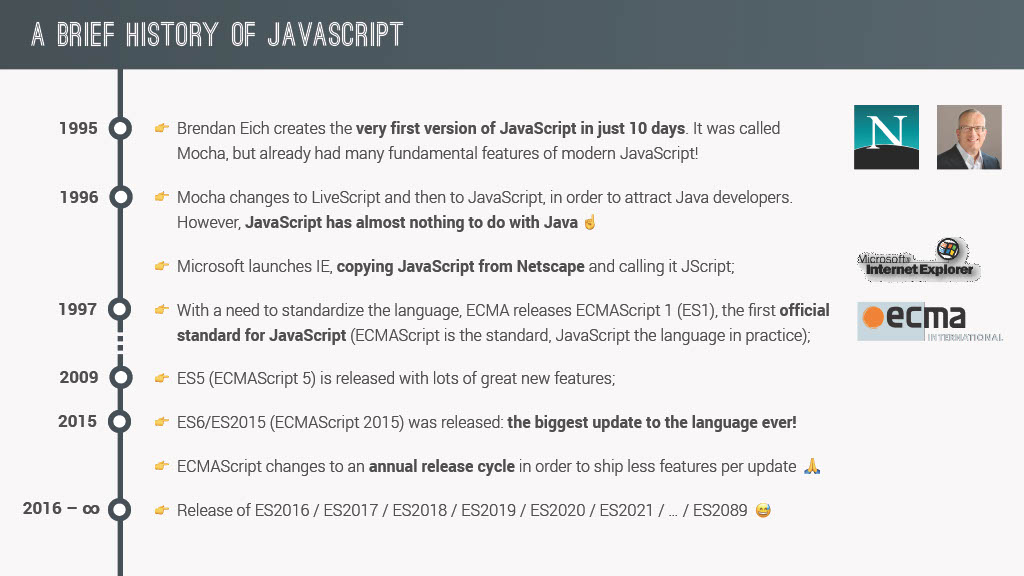 A BRIEF HISTORY OF JAVASCRIPT
1995
👉 Brendan Eich creates the very first version of JavaScript in just 10 days. It was called
Mocha, but already had many fundamental features of modern JavaScript!
N
1996
👉 Mocha changes to LiveScript and then to JavaScript, in order to attract Java developers.
However, JavaScript has almost nothing to do with Java ☝
👉 Microsoft launches IE, copying JavaScript from Netscape and calling it JScript;
Microsoft
Internet Explorer
1997
👉 With a need to standardize the language, ECMA releases ECMAScript 1 (ES1), the first official
standard for JavaScript (ECMAScript is the standard, JavaScript the language in practice);
ecma
INTERNATIONAL
2009
👉 ES5 (ECMAScript 5) is released with lots of great new features;
2015
👉 ES6/ES2015 (ECMAScript 2015) was released: the biggest update to the language ever!
👉 ECMAScript changes to an annual release cycle in order to ship less features per update 🙏
2016 – ∞
👉 Release of ES2016 / ES2017 / ES2018 / ES2019 / ES2020 / ES2021 / … / ES2089 😅